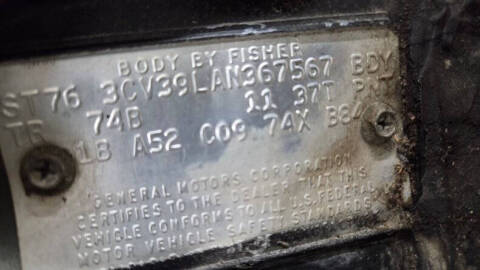 BODY BY FISHER
ST76 3CV39LAN367567 BDY
TR 74B 11 37T PNT
18 A52 C09 74X B84
GENERAL MOTORS CORPORATION
CERTIFIES TO THE DEALER THAT THIS
VEHICLE CONFORMS TO ALL U.S. FEDERAL
MOTOR VEHICLE SAFETY STANDARDS